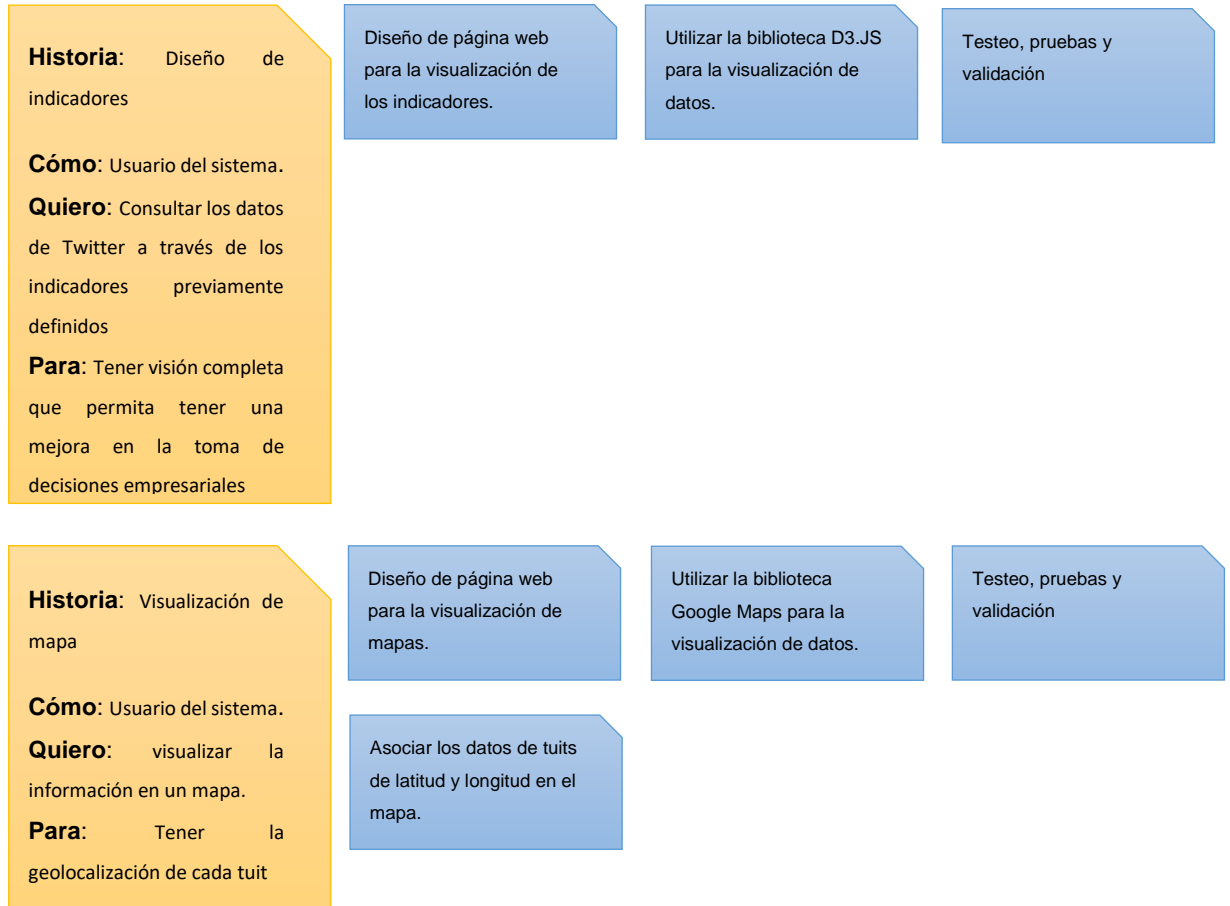 Historia: Diseño de
indicadores
Cómo: Usuario del sistema.
Quiero: Consultar los datos
de Twitter a través de los
indicadores previamente
definidos
Para: Tener visión completa
que permita tener una
mejora en la toma de
decisiones empresariales
Diseño de página web
para la visualización de
los indicadores.
Utilizar la biblioteca D3.JS
para la visualización de
datos.
Testeo, pruebas y
validación
Historia: Visualización de
mapa
Cómo: Usuario del sistema.
Quiero: visualizar la
información en un mapa.
Para: Tener la
geolocalización de cada tuit
Diseño de página web
para la visualización de
mapas.
Utilizar la biblioteca
Google Maps para la
visualización de datos.
Testeo, pruebas y
validación
Asociar los datos de tuits
de latitud y longitud en el
mapa.